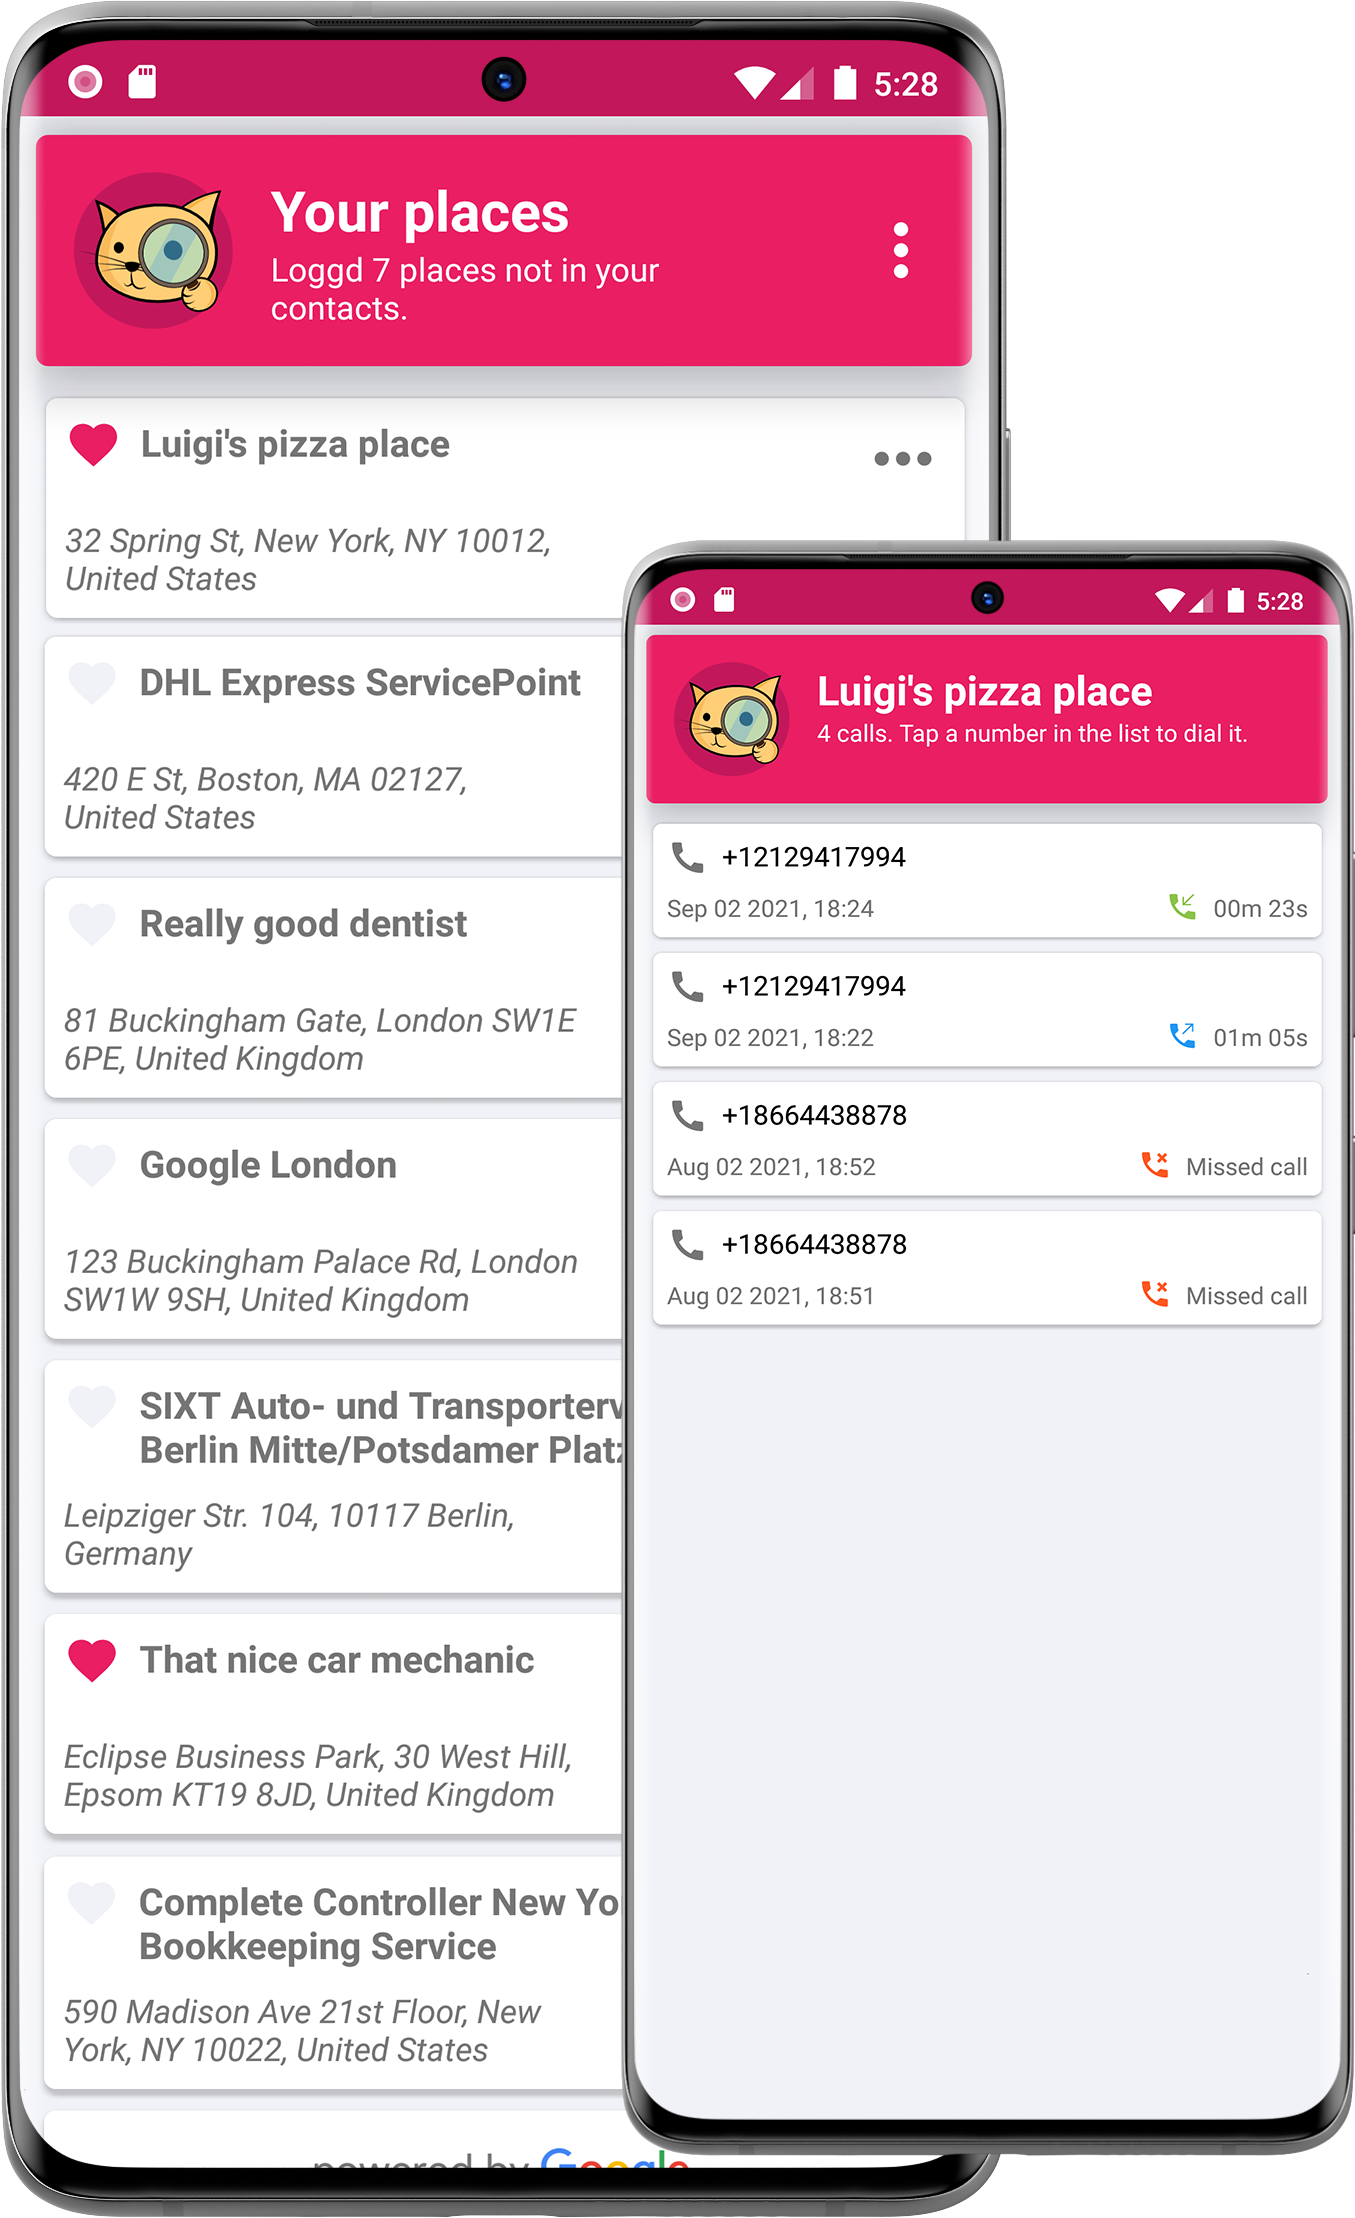 5:28
Your places
Loggd 7 places not in your
contacts.
Luigi's pizza place
32 Spring St, New York, NY 10012,
United States
DHL Express ServicePoint
420 E St, Boston, MA 02127,
United States
Really good dentist
81 Buckingham Gate, London SW1E
6PE, United Kingdom
Google London
123 Buckingham Palace Rd, London
SW1W 9SH, United Kingdom
SIXT Auto- und
Berlin Mitte/Potsdamer
Leipziger Str. 104, 10117 Berlin,
Germany
That nice car mechanic
Eclipse Business Park, 30 West Hill,
Epsom KT19 8JD, United Kingdom
Complete Controller New
Bookkeeping Service
590 Madison Ave 21st Floor, New
York, NY 10022, United States
powered by Google
5:28
Luigi's pizza place
4 calls. Tap a number in the list to dial it.
+12129417994
Sep 02 2021, 18:24 00m 23s
+12129417994
Sep 02 2021, 18:22 01m 05s
+18664438878
Aug 02 2021, 18:52 Missed call
+18664438878
Aug 02 2021, 18:51 Missed call